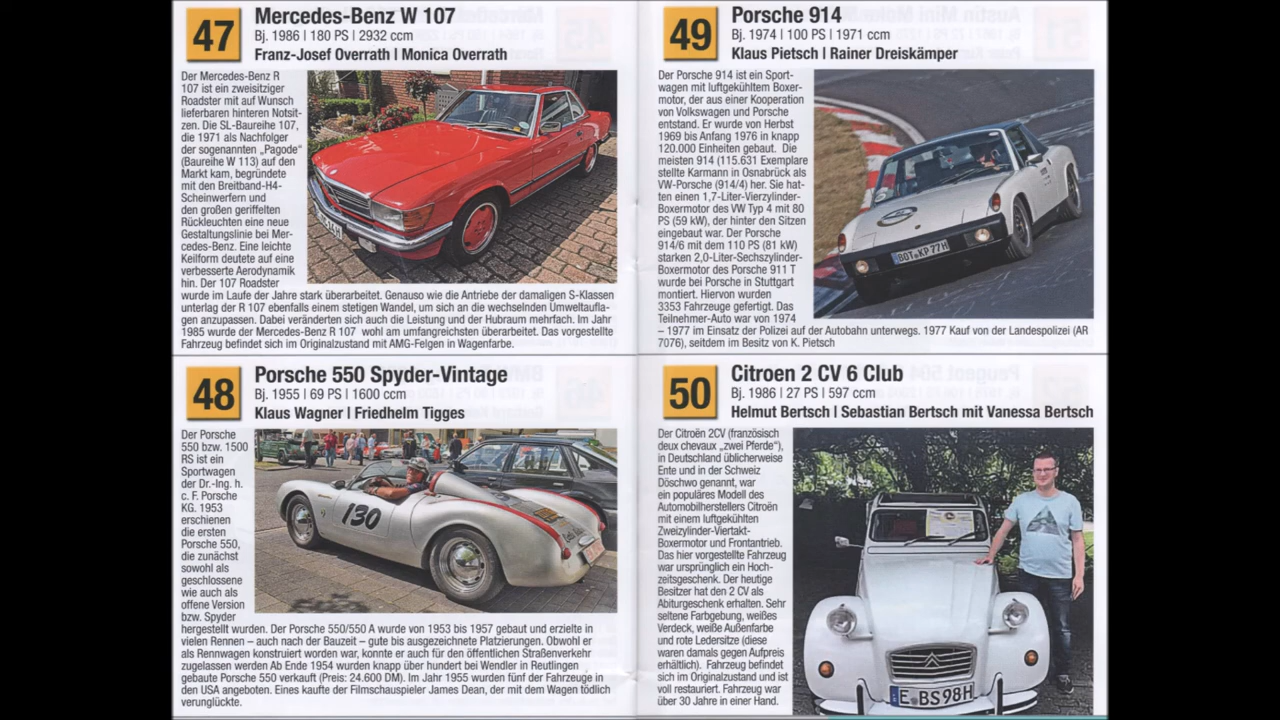 47
Mercedes-Benz W 107
Bj. 1986 | 180 PS | 2932 ccm
Franz-Josef Overrath | Monica Overrath
Der Mercedes-Benz R
107 ist ein zweisitziger
Roadster mit auf Wunsch
lieferbaren hinteren Notsit-
zen. Die SL-Baureihe 107,
die 1971 als Nachfolger
der sogenannten „Pagode“
(Baureihe W 113) auf den
Markt kam, begründete
mit den Breitband-H4-
Scheinwerfern und
den großen geriffelten
Rückleuchten eine neue
Gestaltungslinie bei Mer-
cedes-Benz. Eine leichte
Keilform deutete auf eine
verbesserte Aerodynamik
hin. Der 107 Roadster
wurde im Laufe der Jahre stark überarbeitet. Genauso wie die Antriebe der damaligen S-Klassen
unterlag der R 107 ebenfalls einem stetigen Wandel, um sich an die wechselnden Umweltaufla-
gen anzupassen. Dabei veränderten sich auch die Leistung und der Hubraum mehrfach. Im Jahr
1985 wurde der Mercedes-Benz R 107 wohl am umfangreichsten überarbeitet. Das vorgestellte
Fahrzeug befindet sich im Originalzustand mit AMG-Felgen in Wagenfarbe.
48
Porsche 550 Spyder-Vintage
Bj. 1955 | 69 PS | 1600 ccm
Klaus Wagner | Friedhelm Tigges
Der Porsche
550 bzw. 1500
RS ist ein
Sportwagen
der Dr.-Ing. h.
c. F. Porsche
KG. 1953
erschienen
die ersten
Porsche 550,
die zunächst
sowohl als
geschlossene
wie auch als
offene Version
bzw. Spyder
hergestellt wurden. Der Porsche 550/550 A wurde von 1953 bis 1957 gebaut und erzielte in
vielen Rennen – auch nach der Bauzeit – gute bis ausgezeichnete Platzierungen. Obwohl er
als Rennwagen konstruiert worden war, konnte er auch für den öffentlichen Straßenverkehr
zugelassen werden Ab Ende 1954 wurden knapp über hundert bei Wendler in Reutlingen
gebaute Porsche 550 verkauft (Preis: 24.600 DM). Im Jahr 1955 wurden fünf der Fahrzeuge in
den USA angeboten. Eines kaufte der Filmschauspieler James Dean, der mit dem Wagen tödlich
verunglückte.
130
49
Porsche 914
Bj. 1974 | 100 PS | 1971 ccm
Klaus Pietsch | Rainer Dreiskämper
Der Porsche 914 ist ein Sport-
wagen mit luftgekühltem Boxer-
motor, der aus einer Kooperation
von Volkswagen und Porsche
entstand. Er wurde von Herbst
1969 bis Anfang 1976 in knapp
120.000 Einheiten gebaut. Die
meisten 914 (115.631 Exemplare
stellte Karmann in Osnabrück als
VW-Porsche (914/4) her. Sie hat-
ten einen 1,7-Liter-Vierzylinder-
Boxermotor des VW Typ 4 mit 80
PS (59 kW), der hinter den Sitzen
eingebaut war. Der Porsche
914/6 mit dem 110 PS (81 kW)
starken 2,0-Liter-Sechszylinder-
Boxermotor des Porsche 911 T
wurde bei Porsche in Stuttgart
montiert. Hiervon wurden
3353 Fahrzeuge gefertigt. Das
Teilnehmer-Auto war von 1974
– 1977 im Einsatz der Polizei auf der Autobahn unterwegs. 1977 Kauf von der Landespolizei (AR
7076), seitdem im Besitz von K. Pietsch
BOT KP 77H
50
Citroen 2 CV 6 Club
Bj. 1986 | 27 PS | 597 ccm
Helmut Bertsch | Sebastian Bertsch mit Vanessa Bertsch
Der Citroën 2CV (französisch
deux chevaux „zwei Pferde“),
in Deutschland üblicherweise
Ente und in der Schweiz
Döschwo genannt, war
ein populäres Modell des
Automobilherstellers Citroën
mit einem luftgekühlten
Zweizylinder-Viertakt-
Boxermotor und Frontantrieb.
Das hier vorgestellte Fahrzeug
war ursprünglich ein Hoch-
zeitsgeschenk. Der heutige
Besitzer hat den 2 CV als
Abiturgeschenk erhalten. Sehr
seltene Farbgebung, weißes
Verdeck, weiße Außenfarbe
und rote Ledersitze (diese
waren damals gegen Aufpreis
erhältlich). Fahrzeug befindet
sich im Originalzustand und ist
voll restauriert. Fahrzeug war
über 30 Jahre in einer Hand.
E BS 98H